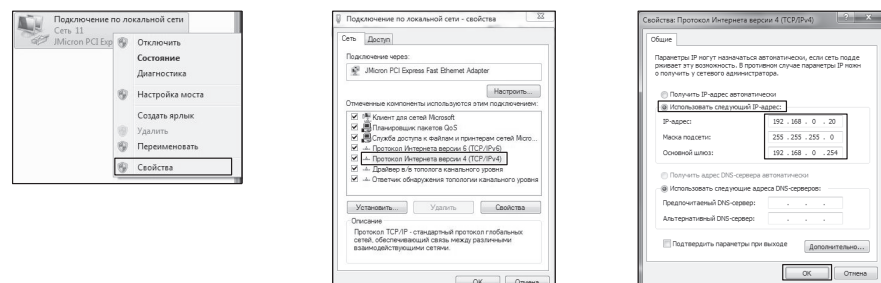 Подключение по локальной сети
Сеть 11
JMicron PCI Exp
Отключить
Состояние
Диагностика
Настройка моста
Создать ярлык
Удалить
Переименовать
Свойства
Подключение по локальной сети - свойства
Сеть Доступ
Подключение через:
JMicron PCI Express Fast Ethernet Adapter
Настроить...
Отмеченные компоненты используются этим подключением:
Клиент для сетей Microsoft
Планировщик пакетов QoS
Служба доступа к файлам и принтерам сетей Micro...
Протокол Интернета версии 6 (TCP/IPv6)
Протокол Интернета версии 4 (TCP/IPv4)
Драйвер в/в тополога канального уровня
Ответчик обнаружения топологии канального уровня
Установить... Удалить Свойства
Описание
Протокол TCP/IP - стандартный протокол глобальных
сетей, обеспечивающий связь между различными
взаимодействующими сетями.
OK Отмена
Свойства: Протокол Интернета версии 4 (TCP/IPv4)
Общие
Параметры IP могут назначаться автоматически, если сеть подде
рживает эту возможность. В противном случае параметры IP можн
о получить у сетевого администратора.
Получить IP-адрес автоматически
Использовать следующий IP-адрес:
IP-адрес: 192 . 168 . 0 . 20
Маска подсети: 255 . 255 . 255 . 0
Основной шлюз: 192 . 168 . 0 . 254
Получить адрес DNS-сервера автоматически
Использовать следующие адреса DNS-серверов:
Предпочитаемый DNS-сервер: . . .
Альтернативный DNS-сервер: . . .
Подтвердить параметры при выходе Дополнительно...
OK Отмена